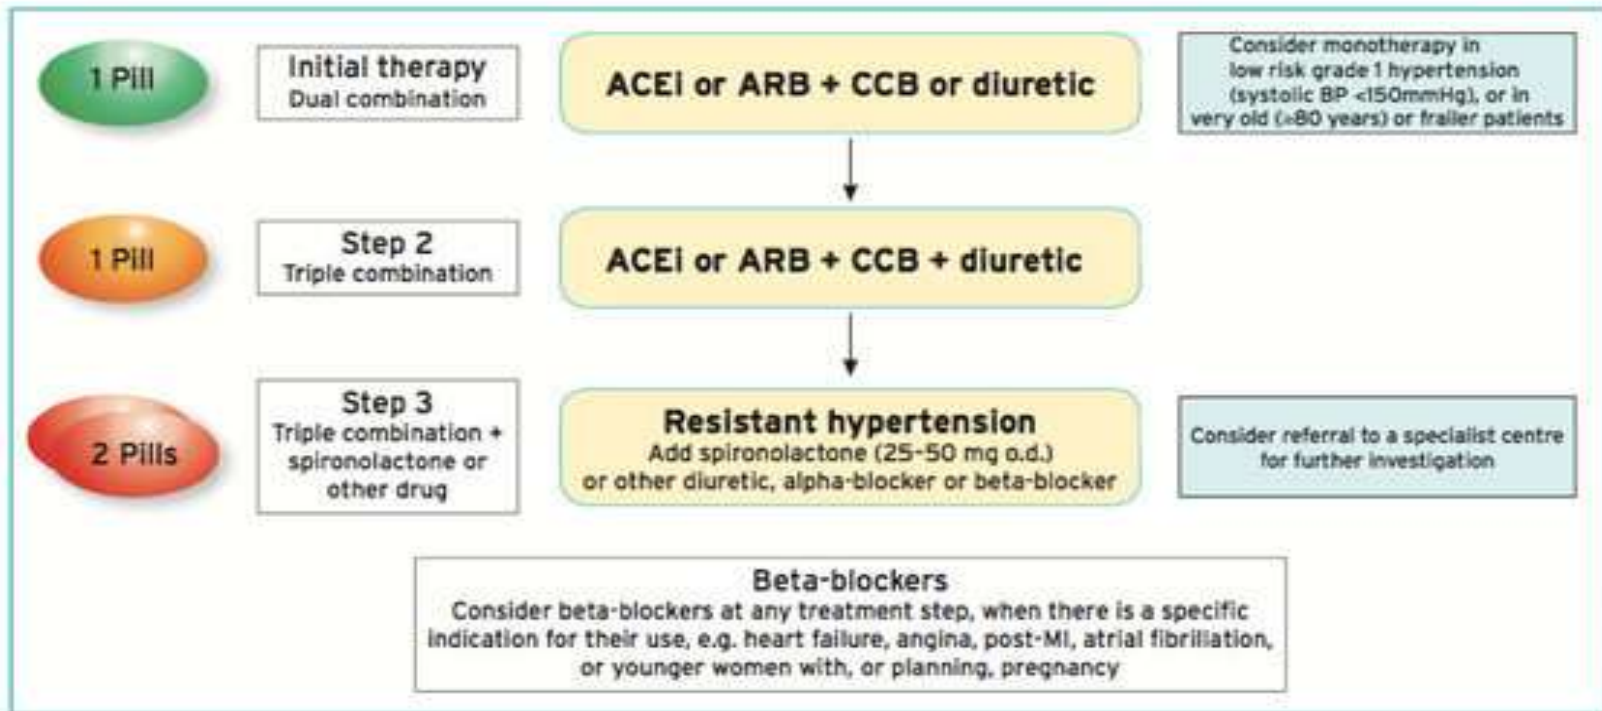 1 Pill
Initial therapy
Dual combination
ACEi or ARB + CCB or diuretic
Consider monotherapy in
low risk grade 1 hypertension
(systolic BP <150mmHg), or in
very old (≥80 years) or frailer patients
1 Pill
Step 2
Triple combination
ACEi or ARB + CCB + diuretic
2 Pills
Step 3
Triple combination +
spironolactone or
other drug
Resistant hypertension
Add spironolactone (25-50 mg o.d.)
or other diuretic, alpha-blocker or beta-blocker
Consider referral to a specialist centre
for further investigation
Beta-blockers
Consider beta-blockers at any treatment step, when there is a specific
indication for their use, e.g. heart failure, angina, post-MI, atrial fibrillation,
or younger women with, or planning, pregnancy